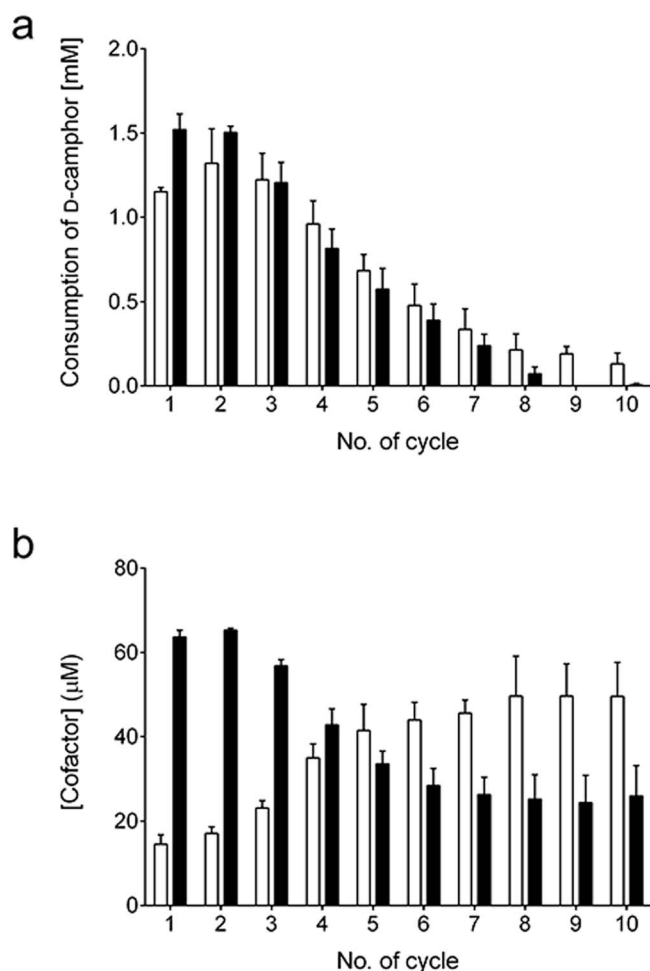 a
Consumption of D-camphor [mM]
2.0
1.5
1.0
0.5
0.0
1 2 3 4 5 6 7 8 9 10
No. of cycle
b
[Cofactor] (μM)
80
60
40
20
0
1 2 3 4 5 6 7 8 9 10
No. of cycle